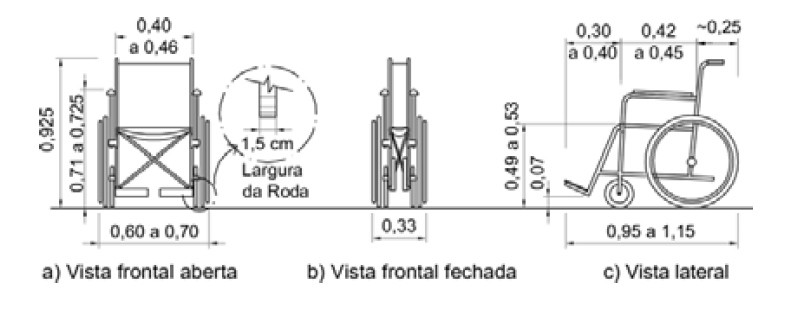 0,40
a 0,46
0,925
0,71 a 0,725
1,5 cm
Largura
da Roda
0,60 a 0,70
a) Vista frontal aberta
0,33
b) Vista frontal fechada
0,30
a 0,40
0,42
a 0,45
~0,25
0,49 a 0,53
0,07
0,95 a 1,15
c) Vista lateral